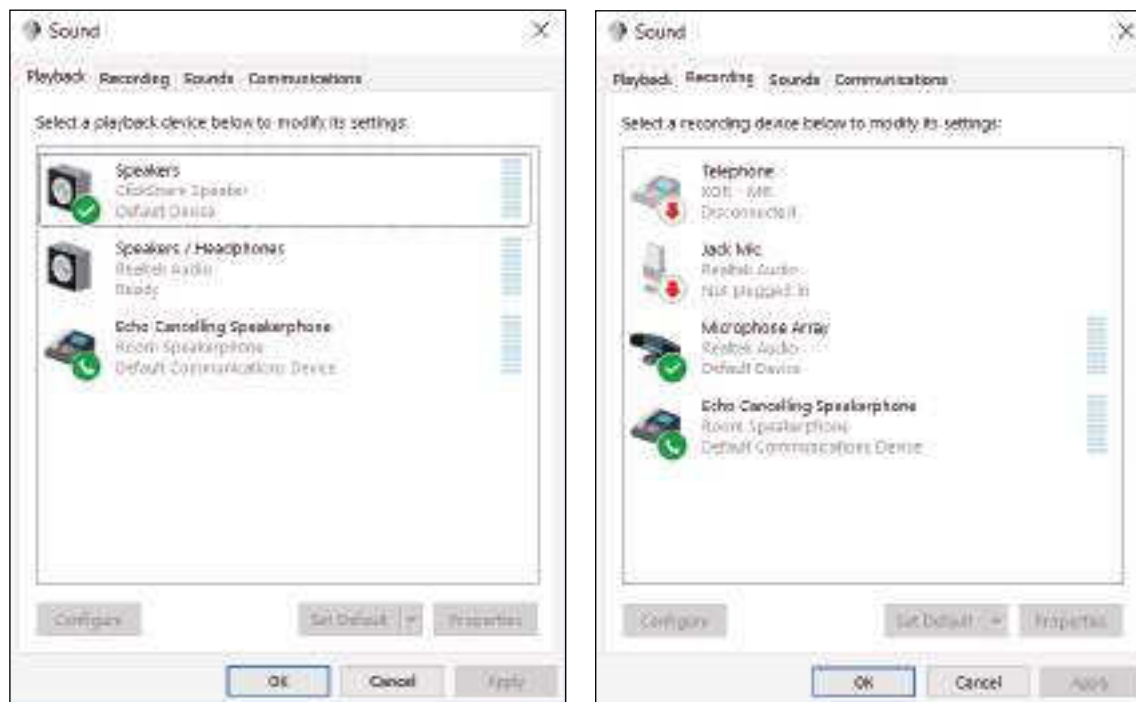 Sound
Playback Recording Sounds Communications
Select a playback device below to modify its settings:
Speakers
ClickShare Speaker
Default Device
Speakers / Headphones
Realtek Audio
Ready
Echo Cancelling Speakerphone
Room Speakerphone
Default Communications Device
Configure Set Default Properties
OK Cancel Apply
Sound
Playback Recording Sounds Communications
Select a recording device below to modify its settings:
Telephone
Disconnected
Jack Mic
Realtek Audio
Not plugged in
Microphone Array
Realtek Audio
Default Device
Echo Cancelling Speakerphone
Room Speakerphone
Default Communications Device
Configure Set Default Properties
OK Cancel Apply